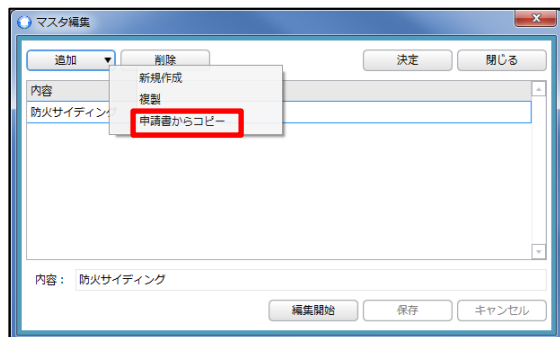 マスタ編集
追加 ▼ 削除 決定 閉じる
新規作成
複製
申請書からコピー
内容
防火サイディング
内容： 防火サイディング
編集開始 保存 キャンセル